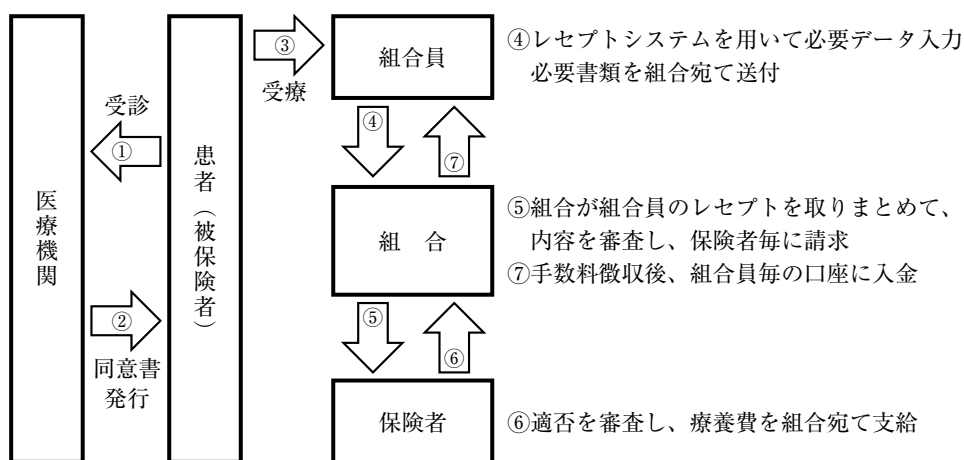 ③
受療
組合員
④レセプトシステムを用いて必要データ入力
必要書類を組合宛て送付
受診
①
④
⑦
医療機関
患者（被保険者）
組　合
⑤組合が組合員のレセプトを取りまとめて、
内容を審査し、保険者毎に請求
⑦手数料徴収後、組合員毎の口座に入金
②
同意書
発行
⑤
⑥
保険者
⑥適否を審査し、療養費を組合宛て支給